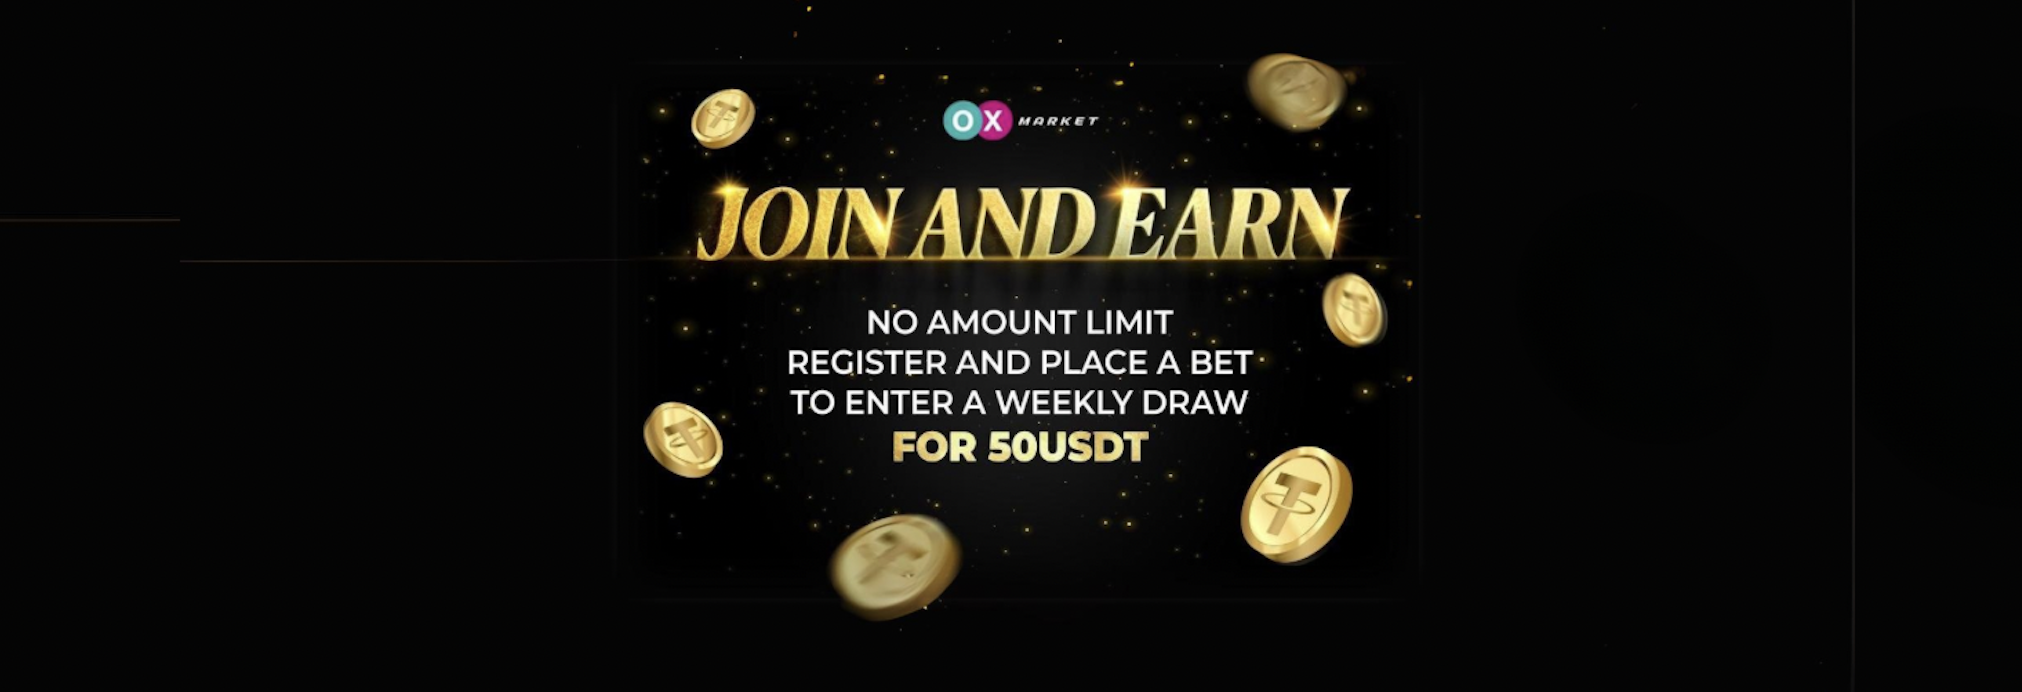 OX MARKET
JOIN AND EARN
NO AMOUNT LIMIT
REGISTER AND PLACE A BET
TO ENTER A WEEKLY DRAW
FOR 50USDT